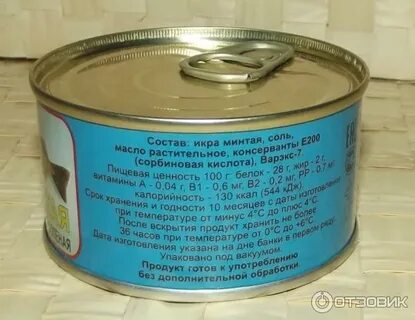 Состав: икра минтая, соль,
масло растительное, консерванты Е200
(сорбиновая кислота), Варэкс-7.
Пищевая ценность 100 г: белок - 28 г, жир - 2 г,
витамины А - 0,04 г, В1 - 0,6 мг, В2 - 0,2 мг, РР - 0,7 мг.
Калорийность - 130 ккал (544 кДж).
Срок хранения и годности 10 месяцев с даты изготовления
при температуре от минус 4°С до плюс 4°С.
После вскрытия продукт хранить не более
36 часов при температуре от 0°С до +6°С.
Дата изготовления указана на дне банки в первом ряду.
Упаковано под вакуумом.
Продукт готов к употреблению
без дополнительной обработки.
ОТЗОВИК